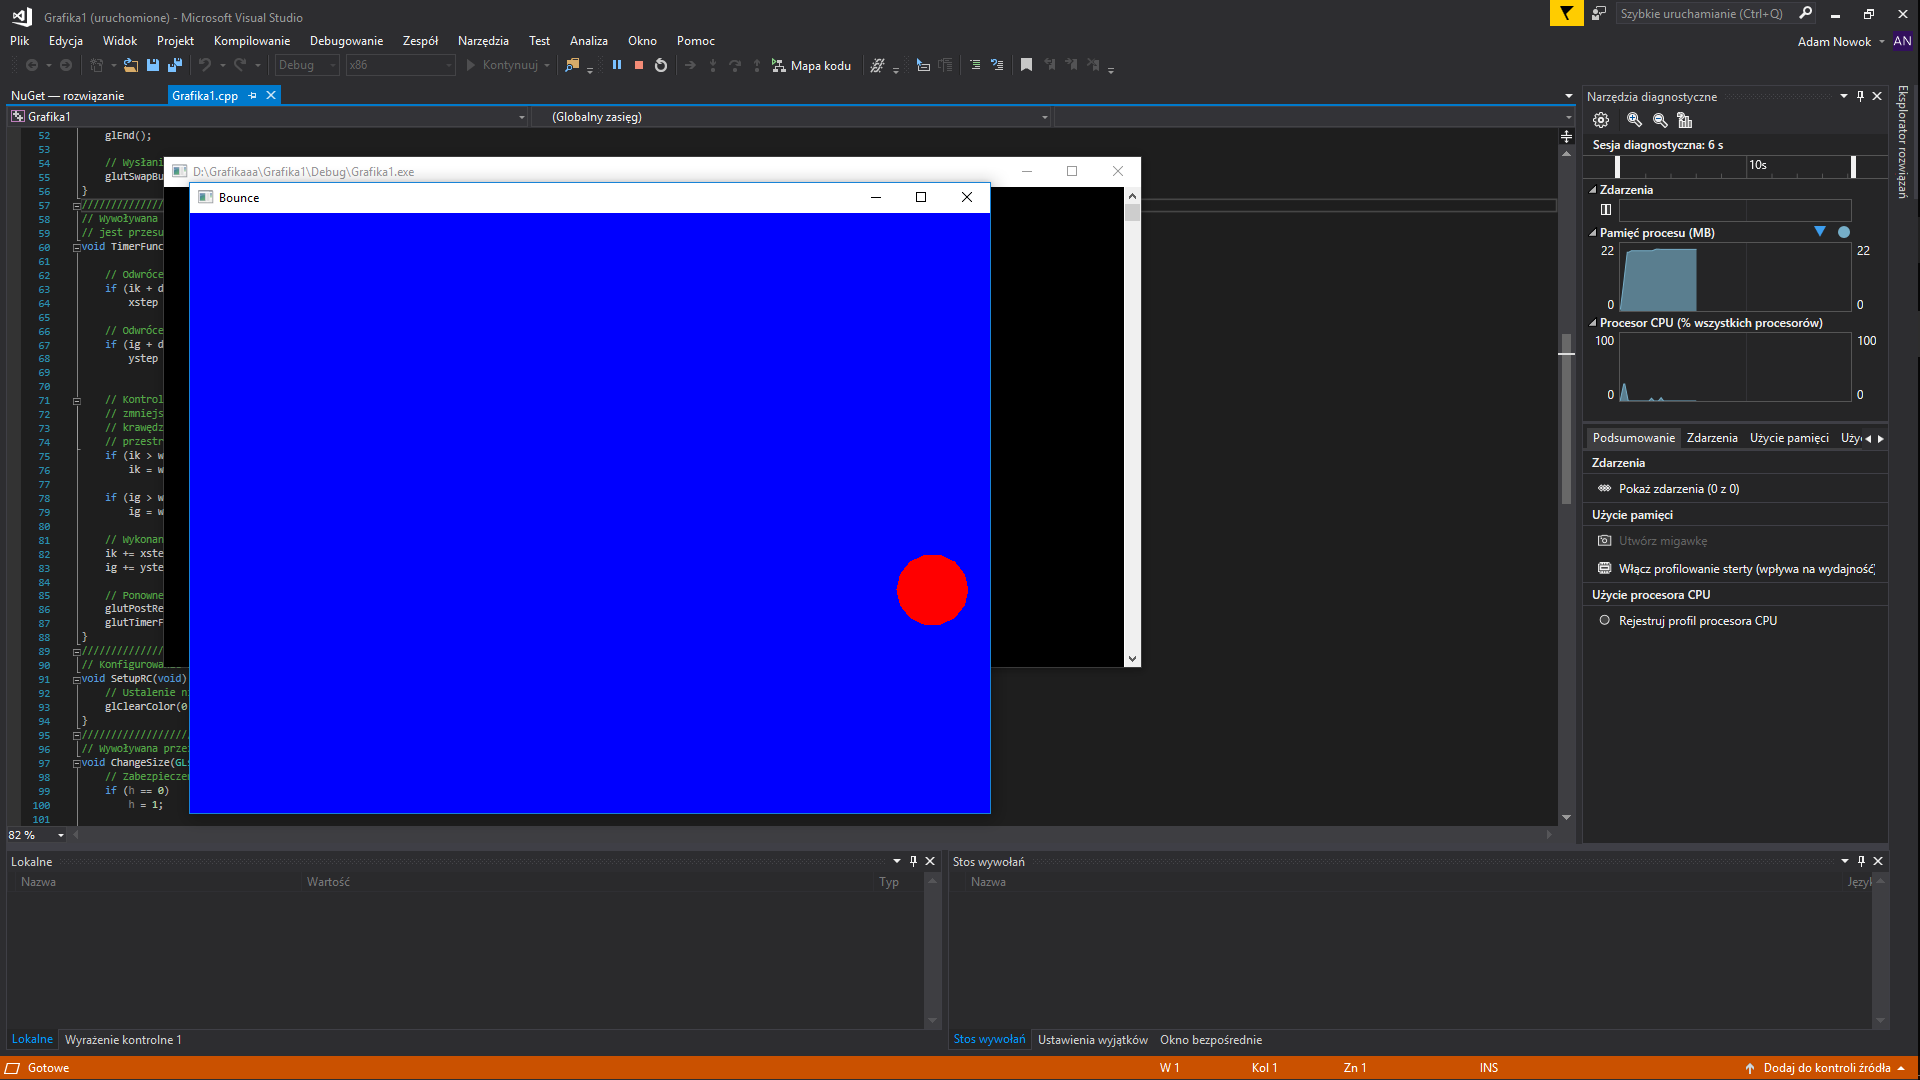 Grafika1 (uruchomione) - Microsoft Visual Studio
Szybkie uruchamianie (Ctrl+Q)
Plik Edycja Widok Projekt Kompilowanie Debugowanie Zespół Narzędzia Test Analiza Okno Pomoc
Adam Nowok AN
Debug x86 Kontynuuj Mapa kodu
NuGet — rozwiązanie Grafika1.cpp
Grafika1 (Globalny zasięg)
52 glEnd();
53
54 // Wysłani
55 glutSwapBu
56 }
57 //////////////
58 // Wywoływana
59 // jest przesu
60 void TimerFunc
61
62 // Odwróce
63 if (ik + d
64 xstep
65
66 // Odwróce
67 if (ig + d
68 ystep
69
70
71 // Kontrol
72 // zmniejs
73 // krawędz
74 // przestr
75 if (ik > w
76 ik = w
77
78 if (ig > w
79 ig = w
80
81 // Wykonan
82 ik += xste
83 ig += yste
84
85 // Ponowne
86 glutPostRe
87 glutTimerF
88 }
89 //////////////
90 // Konfigurowa
91 void SetupRC(void)
92 // Ustalenie n
93 glClearColor(0
94 }
95 //////////////////
96 // Wywoływana prze
97 void ChangeSize(GLs
98 // Zabezpiecze
99 if (h == 0)
100 h = 1;
101
82 %
D:\Grafikaaa\Grafika1\Debug\Grafika1.exe
Bounce
Narzędzia diagnostyczne
Sesja diagnostyczna: 6 s
10s
Zdarzenia
Pamięć procesu (MB)
22 22
0 0
Procesor CPU (% wszystkich procesorów)
100 100
0 0
Podsumowanie Zdarzenia Użycie pamięci Użyc
Zdarzenia
Pokaż zdarzenia (0 z 0)
Użycie pamięci
Utwórz migawkę
Włącz profilowanie sterty (wpływa na wydajność)
Użycie procesora CPU
Rejestruj profil procesora CPU
Eksplorator rozwiązań
Lokalne
Nazwa Wartość Typ
Lokalne Wyrażenie kontrolne 1
Stos wywołań
Nazwa Język
Stos wywołań Ustawienia wyjątków Okno bezpośrednie
Gotowe W 1 Kol 1 Zn 1 INS Dodaj do kontroli źródła